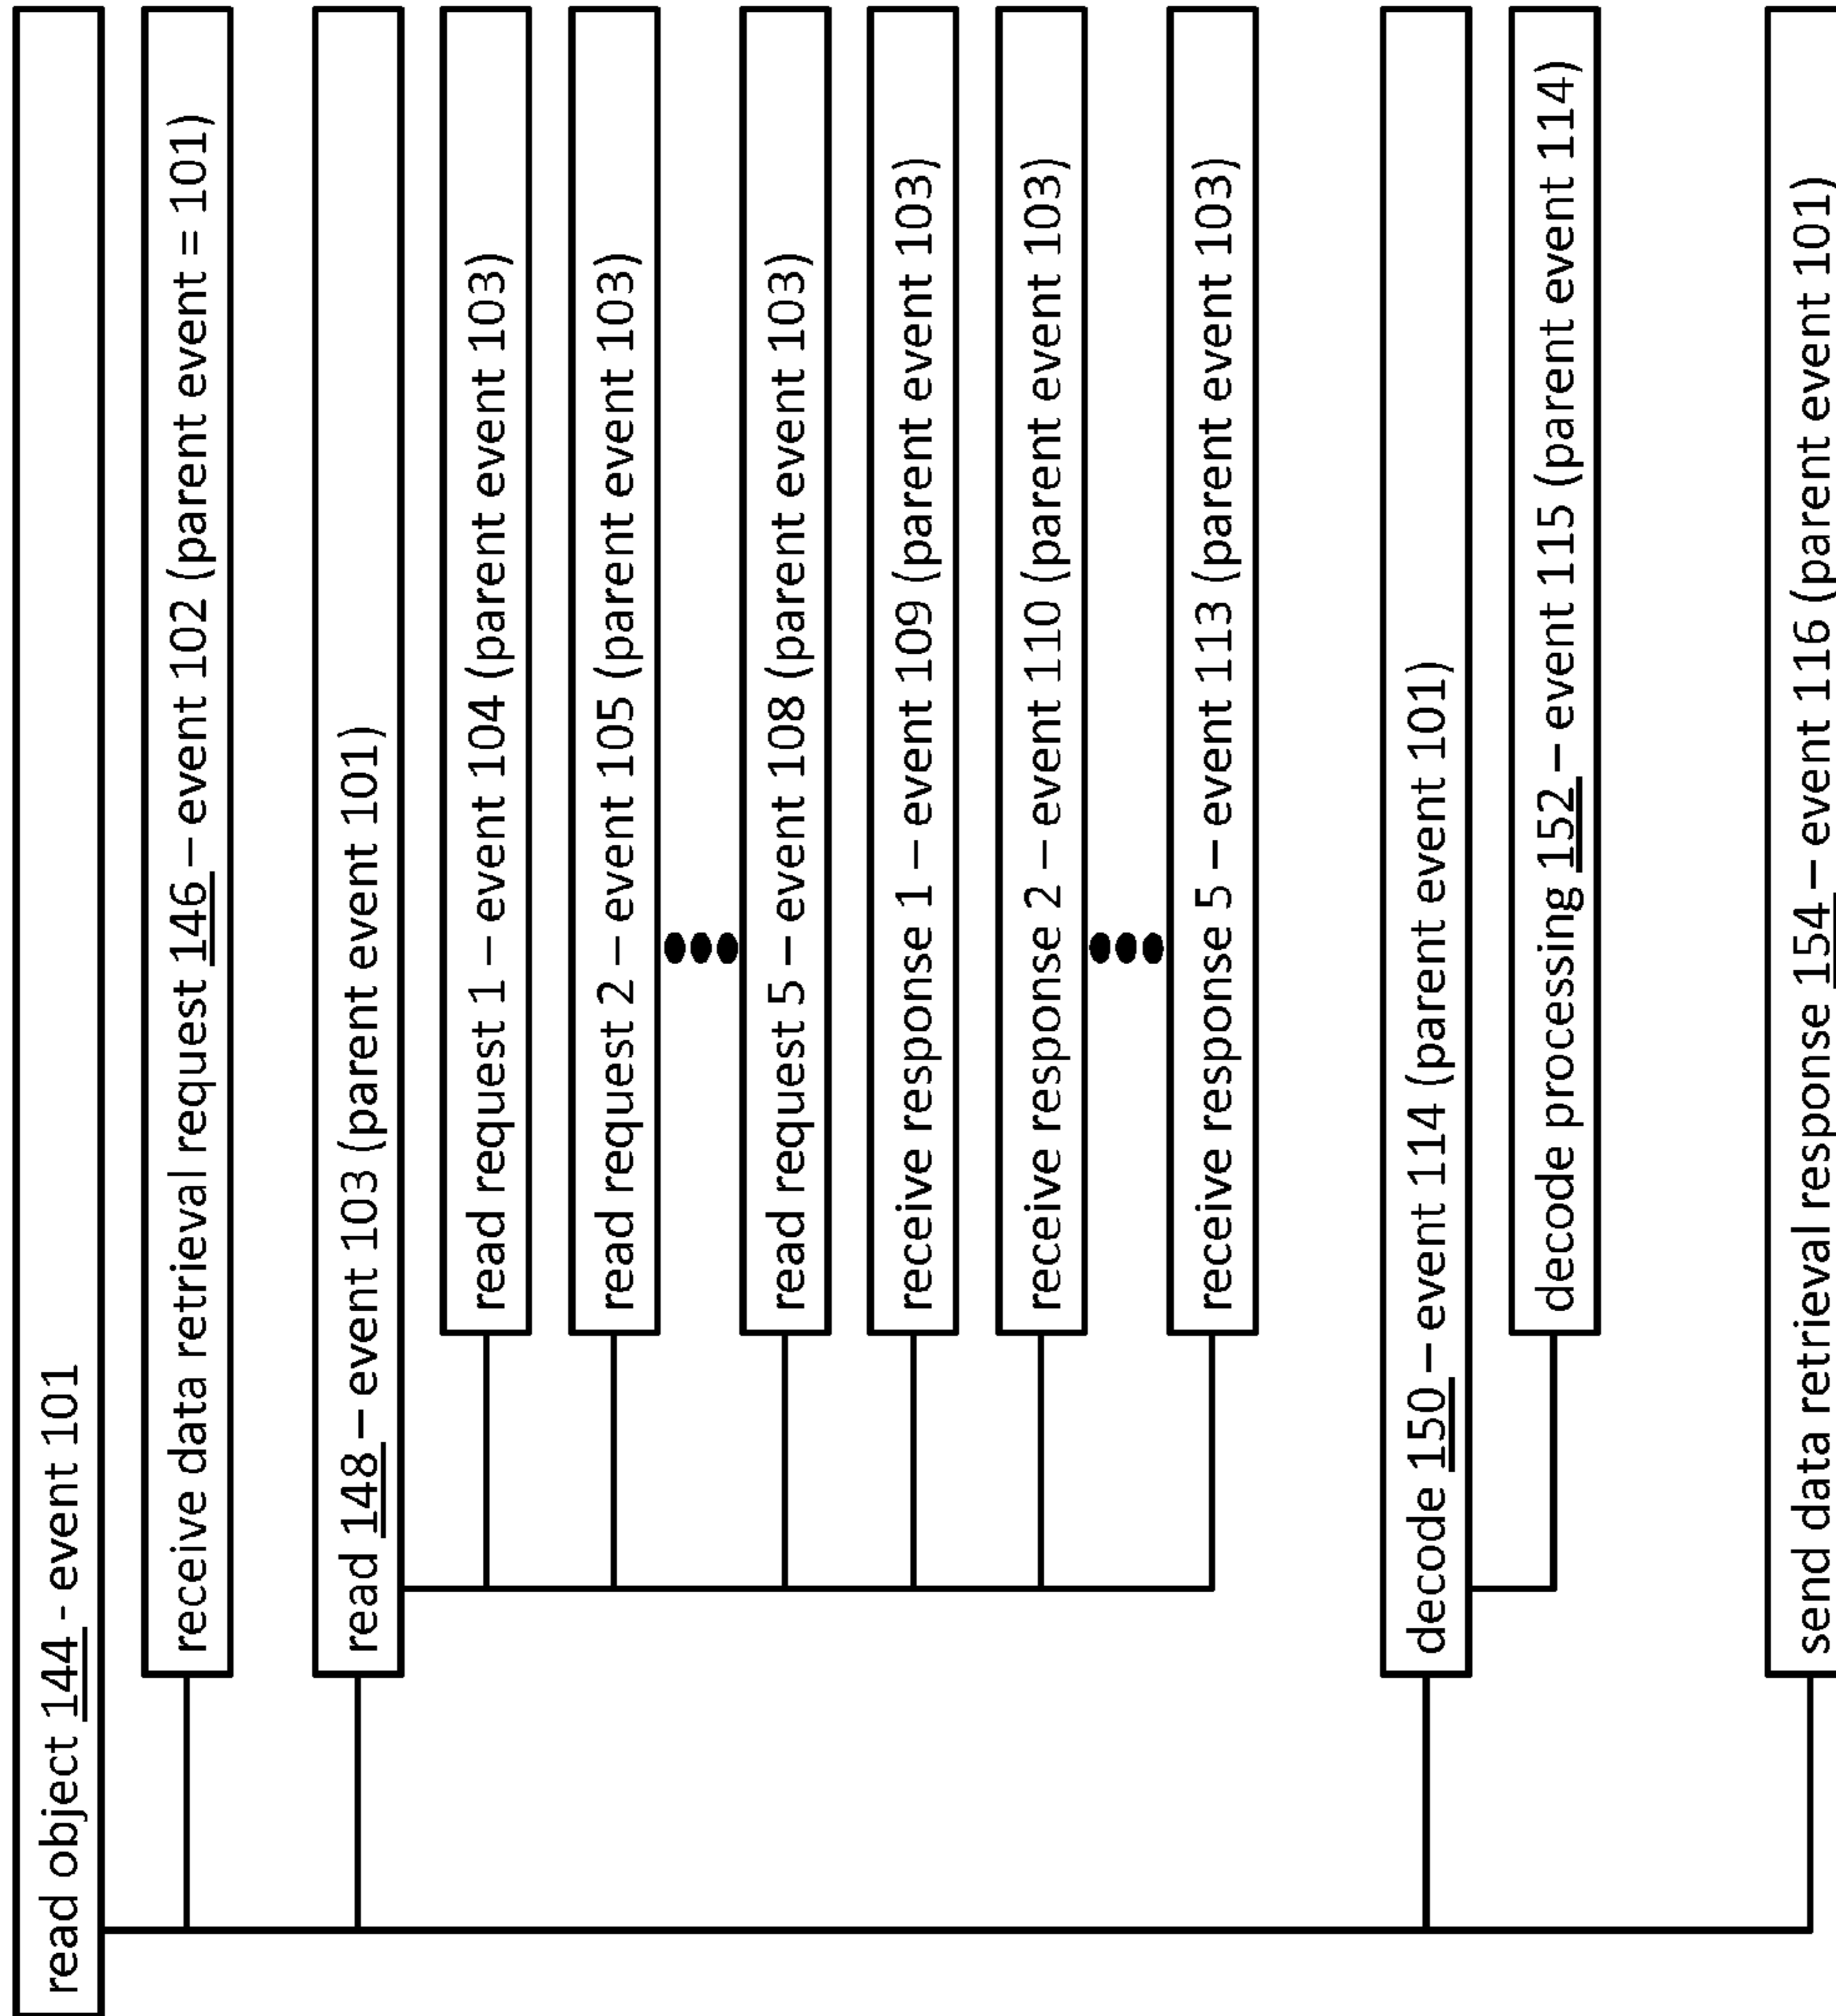 read object 144 - event 101
receive data retrieval request 146 – event 102 (parent event = 101)
read 148 – event 103 (parent event 101)
read request 1 – event 104 (parent event 103)
read request 2 – event 105 (parent event 103)
read request 5 – event 108 (parent event 103)
receive response 1 – event 109 (parent event 103)
receive response 2 – event 110 (parent event 103)
receive response 5 – event 113 (parent event 103)
decode 150 – event 114 (parent event 101)
decode processing 152 – event 115 (parent event 114)
send data retrieval response 154 – event 116 (parent event 101)